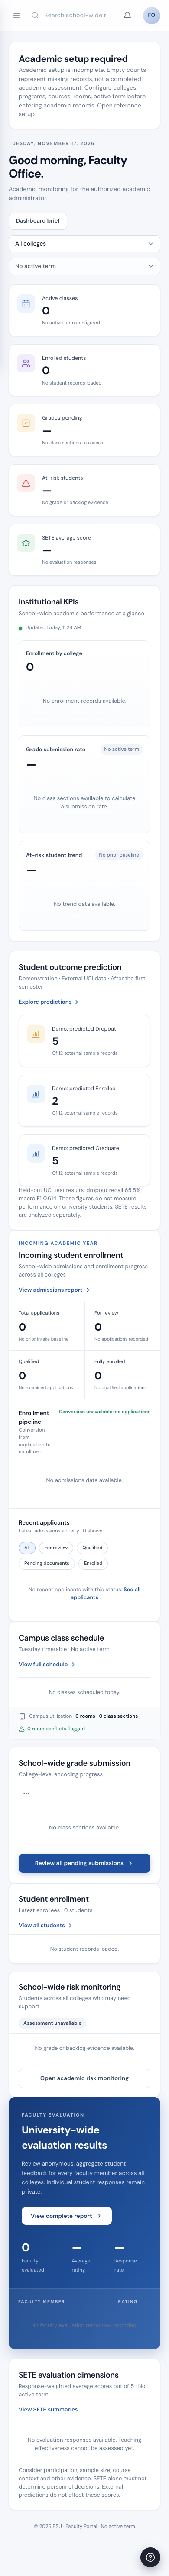 Search school-wide r
FO
Academic setup required
Academic setup is incomplete. Empty counts
represent missing records, not a completed
academic assessment. Configure colleges,
programs, courses, rooms, active term before
entering academic records. Open reference
setup
TUESDAY, NOVEMBER 17, 2026
Good morning, Faculty
Office.
Academic monitoring for the authorized academic
administrator.
Dashboard brief
All colleges
No active term
Active classes
0
No active term configured
Enrolled students
0
No student records loaded
Grades pending
—
No class sections to assess
At-risk students
—
No grade or backlog evidence
SETE average score
—
No evaluation responses
Institutional KPIs
School-wide academic performance at a glance
Updated today, 11:28 AM
Enrollment by college
0
No enrollment records available.
Grade submission rate
No active term
—
No class sections available to calculate
a submission rate.
At-risk student trend
No prior baseline
—
No trend data available.
Student outcome prediction
Demonstration · External UCI data · After the first
semester
Explore predictions
Demo: predicted Dropout
5
Of 12 external sample records
Demo: predicted Enrolled
2
Of 12 external sample records
Demo: predicted Graduate
5
Of 12 external sample records
Held-out UCI test results: dropout recall 65.5%,
macro F1 0.614. These figures do not measure
performance on university students. SETE results
are analyzed separately.
INCOMING ACADEMIC YEAR
Incoming student enrollment
School-wide admissions and enrollment progress
across all colleges
View admissions report
Total applications
0
No prior intake baseline
For review
0
No applications recorded
Qualified
0
No examined applications
Fully enrolled
0
No qualified applications
Enrollment
pipeline
Conversion
from
application to
enrollment
Conversion unavailable: no applications
No admissions data available.
Recent applicants
Latest admissions activity · 0 shown
All
For review
Qualified
Pending documents
Enrolled
No recent applicants with this status. See all
applicants
Campus class schedule
Tuesday timetable · No active term
View full schedule
No classes scheduled today.
Campus utilization 0 rooms · 0 class sections
0 room conflicts flagged
School-wide grade submission
College-level encoding progress
No class sections available.
Review all pending submissions
Student enrollment
Latest enrollees · 0 students
View all students
No student records loaded.
School-wide risk monitoring
Students across all colleges who may need
support
Assessment unavailable
No grade or backlog evidence available.
Open academic risk monitoring
FACULTY EVALUATION
University-wide
evaluation results
Review anonymous, aggregate student
feedback for every faculty member across all
colleges. Individual student responses remain
private.
View complete report
0
Faculty
evaluated
—
Average
rating
—
Response
rate
FACULTY MEMBER
RATING
SETE evaluation dimensions
Response-weighted average scores out of 5 · No
active term
View SETE summaries
No evaluation responses available. Teaching
effectiveness cannot be assessed yet.
Consider participation, sample size, course
context and other evidence. SETE alone must not
determine personnel decisions. External
predictions do not affect these scores.
© 2026 BSU · Faculty Portal · No active term